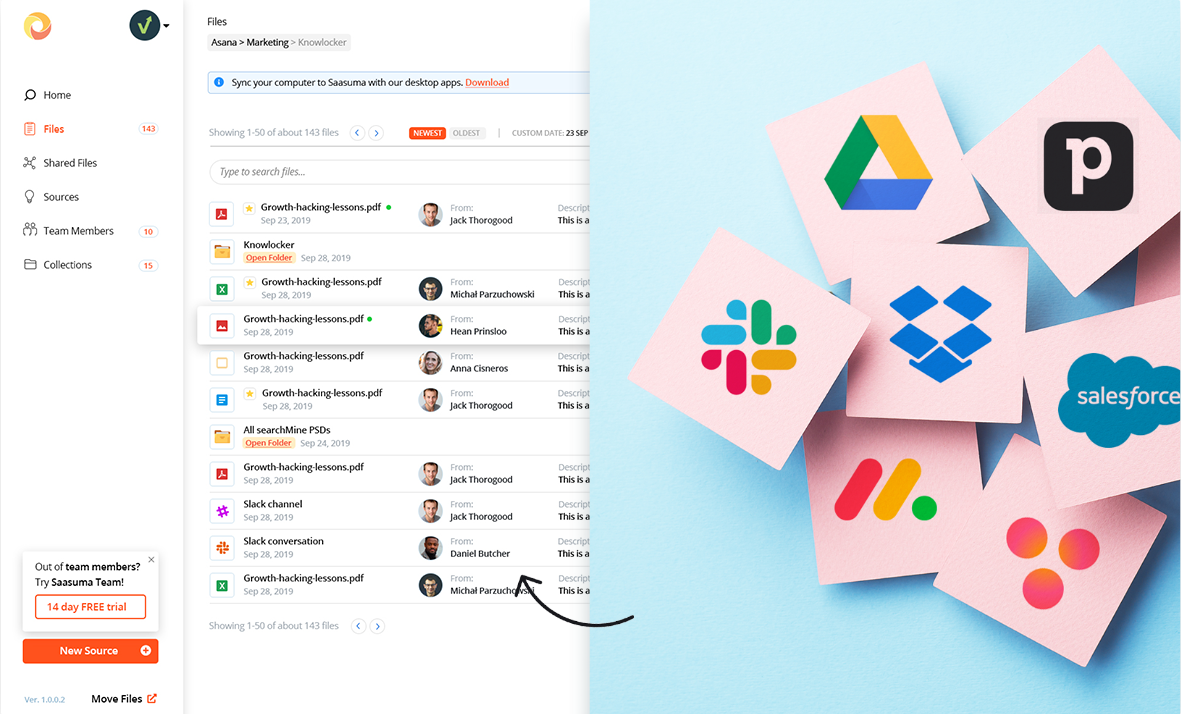 Files
Asana > Marketing > Knowlocker
Home
Files 143
Shared Files
Sources
Team Members 10
Collections 15
Out of team members?
Try Saasuma Team!
14 day FREE trial
New Source
Ver. 1.0.0.2 Move Files
Sync your computer to Saasuma with our desktop apps. Download
Showing 1-50 of about 143 files NEWEST OLDEST | CUSTOM DATE: 23 SEP
Type to search files...
Growth-hacking-lessons.pdf From: Descript
Sep 23, 2019 Jack Thorogood This is a
Knowlocker
Open Folder Sep 28, 2019
Growth-hacking-lessons.pdf From: Descript
Sep 28, 2019 Michał Parzuchowski This is a
Growth-hacking-lessons.pdf From: Descript
Sep 28, 2019 Hean Prinsloo This is a
Growth-hacking-lessons.pdf From: Descript
Sep 28, 2019 Anna Cisneros This is a
Growth-hacking-lessons.pdf From: Descript
Sep 28, 2019 Jack Thorogood This is a
All searchMine PSDs
Open Folder Sep 24, 2019
Growth-hacking-lessons.pdf From: Descript
Sep 28, 2019 Jack Thorogood This is a
Slack channel From: Descript
Sep 28, 2019 Jack Thorogood This is a
Slack conversation From: Descript
Sep 28, 2019 Daniel Butcher This is a
Growth-hacking-lessons.pdf From: Descript
Sep 28, 2019 Michał Parzuchowski This is a
Showing 1-50 of about 143 files
p
salesforce